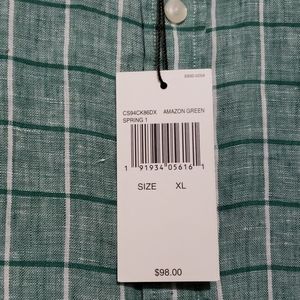 CS94CK86DX AMAZON GREEN
SPRING 1
1 91934 05616 1
SIZE XL
$98.00